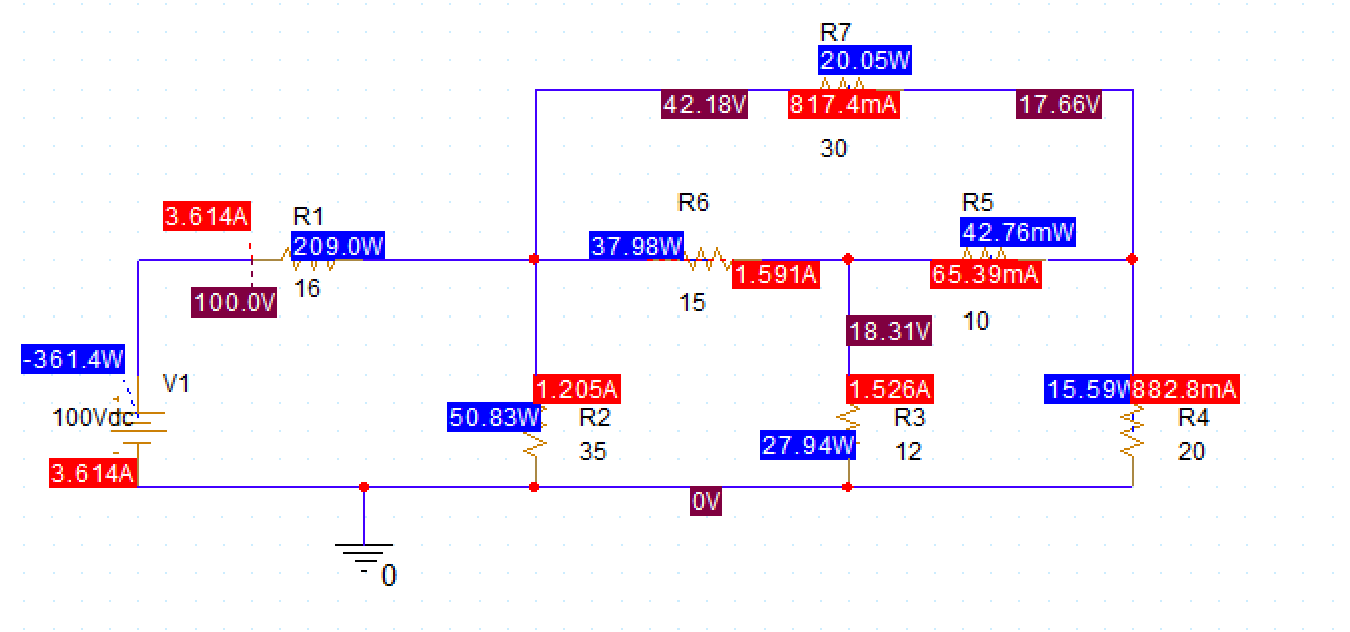 R7
20.05W
42.18V
817.4mA
17.66V
30
R6
R5
3.614A
R1
209.0W
37.98W
42.76mW
1.591A
65.39mA
16
100.0V
15
10
18.31V
-361.4W
V1
1.205A
1.526A
15.59W
882.8mA
100Vdc
50.83W
R2
R3
R4
27.94W
35
12
20
3.614A
0V
0